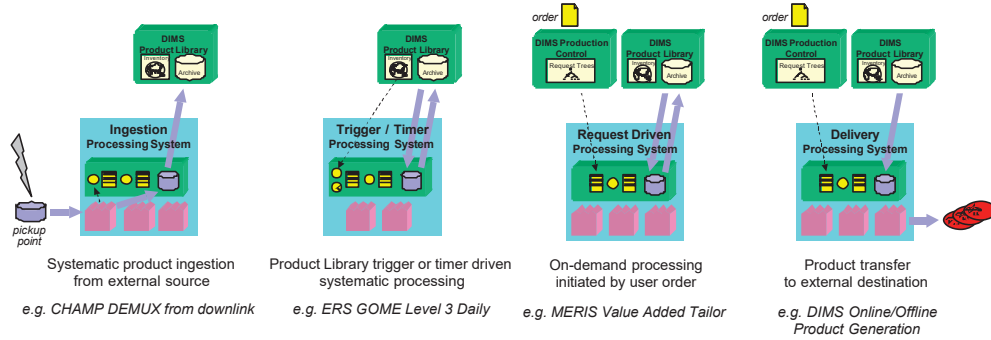 DIMS
Product Library
Inventory
Archive
Ingestion
Processing System
pickup
point
Systematic product ingestion
from external source
e.g. CHAMP DEMUX from downlink
DIMS
Product Library
Inventory
Archive
Trigger / Timer
Processing System
Product Library trigger or timer driven
systematic processing
e.g. ERS GOME Level 3 Daily
order
DIMS Production
Control
Request Trees
DIMS
Product Library
Inventory
Archive
Request Driven
Processing System
On-demand processing
initiated by user order
e.g. MERIS Value Added Tailor
order
DIMS Production
Control
Request Trees
DIMS
Product Library
Inventory
Archive
Delivery
Processing System
Product transfer
to external destination
e.g. DIMS Online/Offline
Product Generation